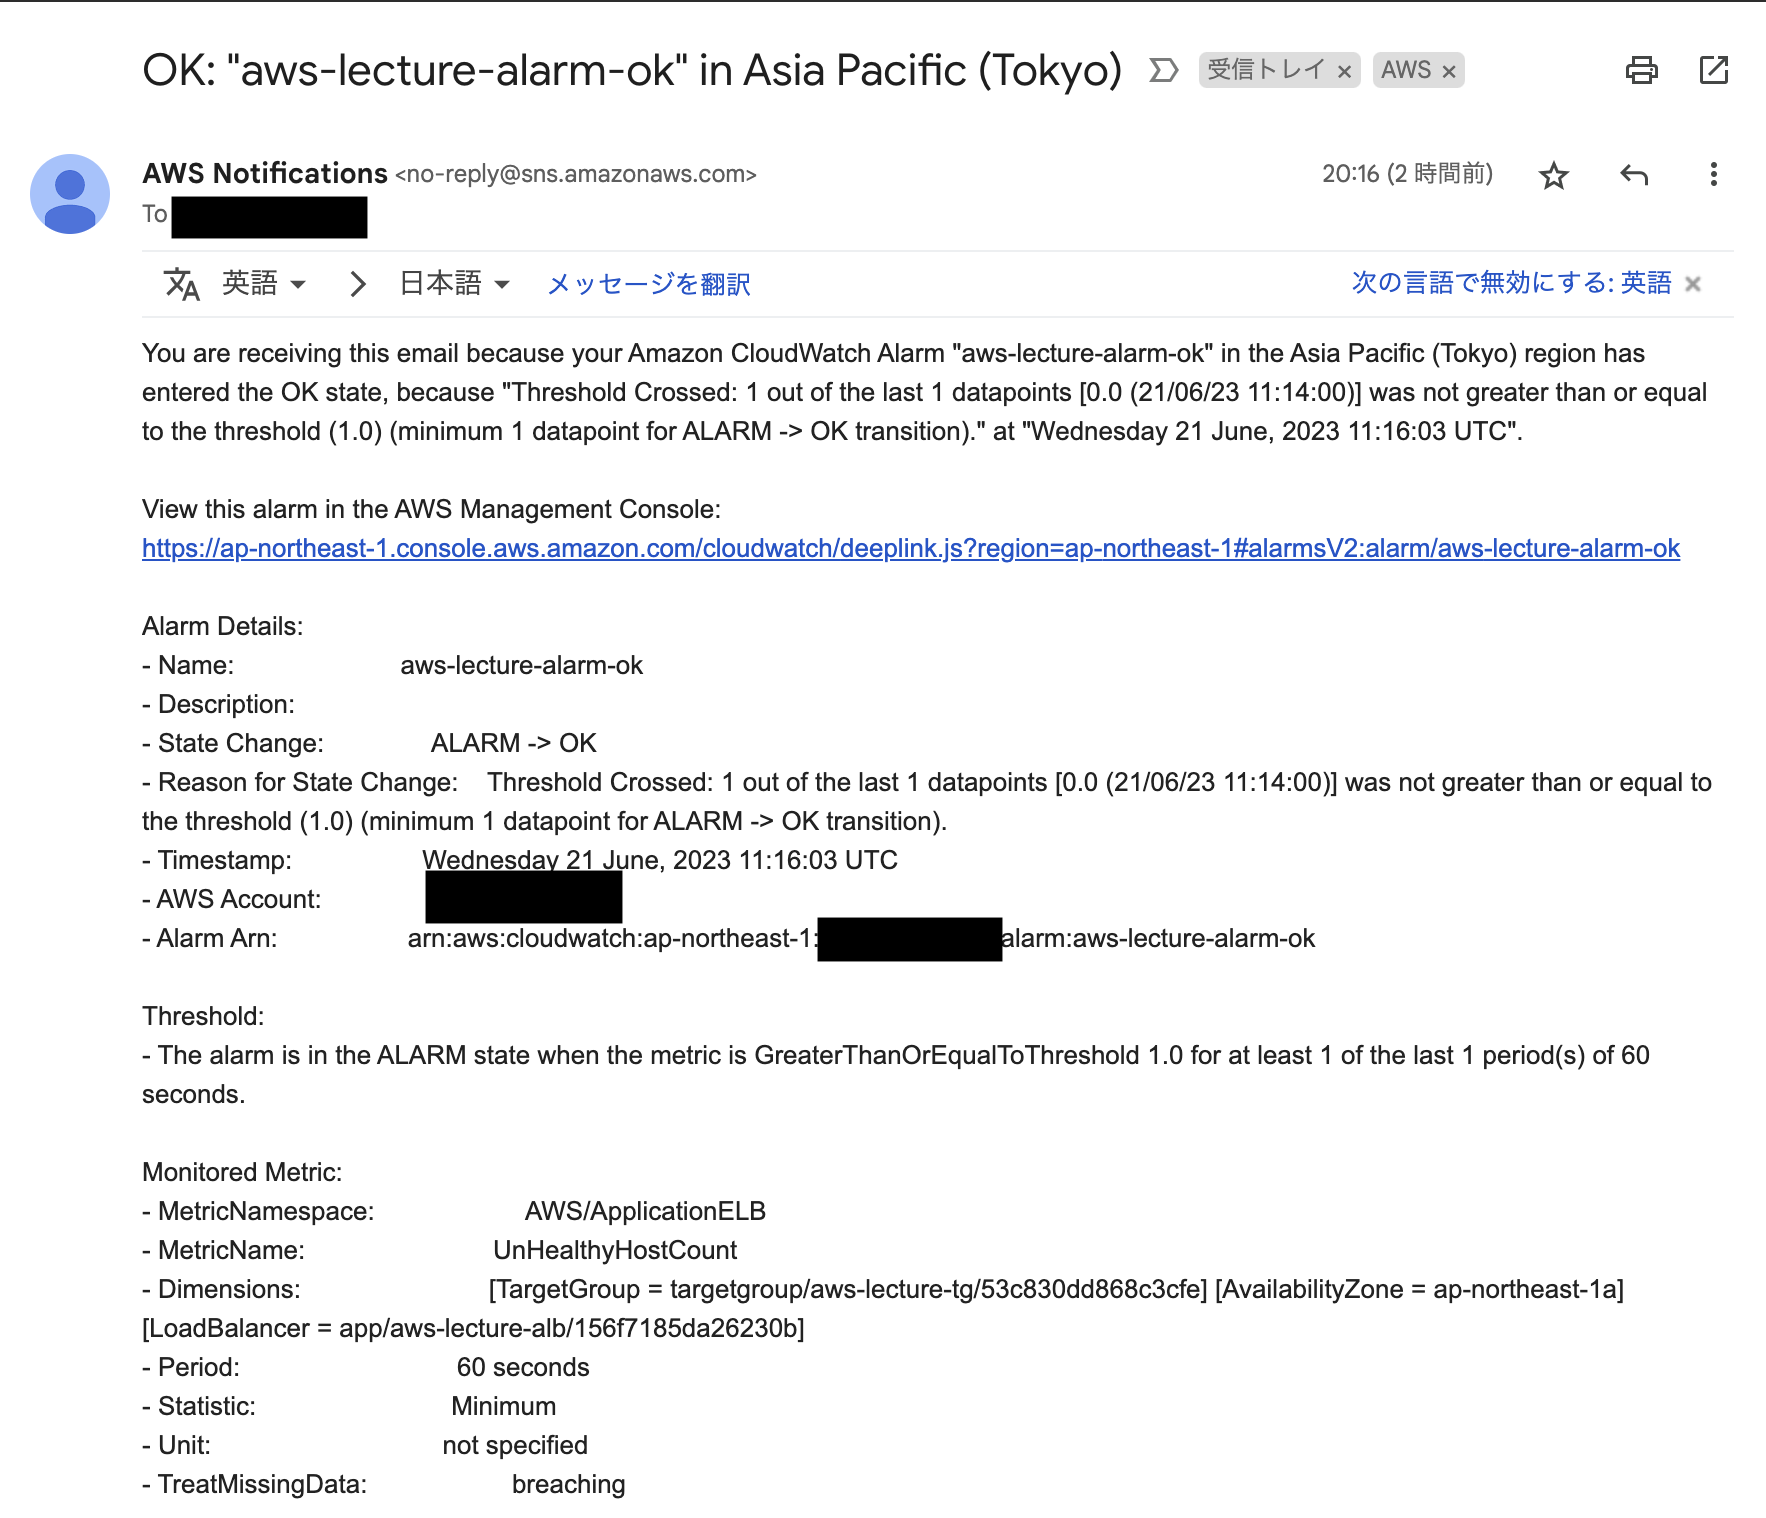 OK: "aws-lecture-alarm-ok" in Asia Pacific (Tokyo) 受信トレイ × AWS ×
AWS Notifications <no-reply@sns.amazonaws.com> 20:16 (2 時間前)
To
英語 日本語 メッセージを翻訳 次の言語で無効にする: 英語 ×
You are receiving this email because your Amazon CloudWatch Alarm "aws-lecture-alarm-ok" in the Asia Pacific (Tokyo) region has
entered the OK state, because "Threshold Crossed: 1 out of the last 1 datapoints [0.0 (21/06/23 11:14:00)] was not greater than or equal
to the threshold (1.0) (minimum 1 datapoint for ALARM -> OK transition)." at "Wednesday 21 June, 2023 11:16:03 UTC".
View this alarm in the AWS Management Console:
https://ap-northeast-1.console.aws.amazon.com/cloudwatch/deeplink.js?region=ap-northeast-1#alarmsV2:alarm/aws-lecture-alarm-ok
Alarm Details:
- Name: aws-lecture-alarm-ok
- Description:
- State Change: ALARM -> OK
- Reason for State Change: Threshold Crossed: 1 out of the last 1 datapoints [0.0 (21/06/23 11:14:00)] was not greater than or equal to
the threshold (1.0) (minimum 1 datapoint for ALARM -> OK transition).
- Timestamp: Wednesday 21 June, 2023 11:16:03 UTC
- AWS Account:
- Alarm Arn: arn:aws:cloudwatch:ap-northeast-1: alarm:aws-lecture-alarm-ok
Threshold:
- The alarm is in the ALARM state when the metric is GreaterThanOrEqualToThreshold 1.0 for at least 1 of the last 1 period(s) of 60
seconds.
Monitored Metric:
- MetricNamespace: AWS/ApplicationELB
- MetricName: UnHealthyHostCount
- Dimensions: [TargetGroup = targetgroup/aws-lecture-tg/53c830dd868c3cfe] [AvailabilityZone = ap-northeast-1a]
[LoadBalancer = app/aws-lecture-alb/156f7185da26230b]
- Period: 60 seconds
- Statistic: Minimum
- Unit: not specified
- TreatMissingData: breaching